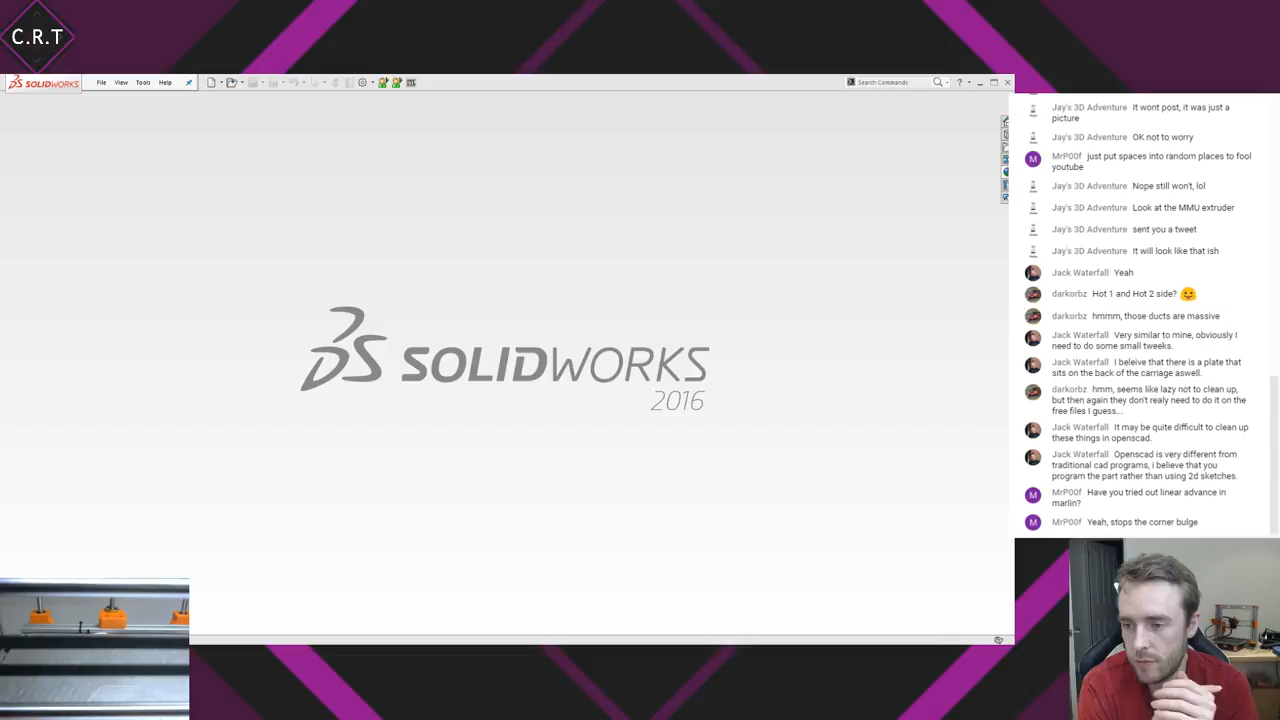 C.R.T
SOLIDWORKS
File View Tools Help
Search Commands
?
SOLIDWORKS
2016
Jay's 3D Adventure It wont post, it was just a
picture
Jay's 3D Adventure OK not to worry
M MrP00f just put spaces into random places to fool
youtube
Jay's 3D Adventure Nope still won't, lol
Jay's 3D Adventure Look at the MMU extruder
Jay's 3D Adventure sent you a tweet
Jay's 3D Adventure It will look like that ish
Jack Waterfall Yeah
darkorbz Hot 1 and Hot 2 side?
darkorbz hmmm, those ducts are massive
Jack Waterfall Very similar to mine, obviously I
need to do some small tweeks.
Jack Waterfall I beleive that there is a plate that
sits on the back of the carriage aswell.
darkorbz hmm, seems like lazy not to clean up,
but then again they don't realy need to do it on the
free files I guess...
Jack Waterfall It may be quite difficult to clean up
these things in openscad.
Jack Waterfall Openscad is very different from
traditional cad programs, i believe that you
program the part rather than using 2d sketches.
M MrP00f Have you tried out linear advance in
marlin?
M MrP00f Yeah, stops the corner bulge